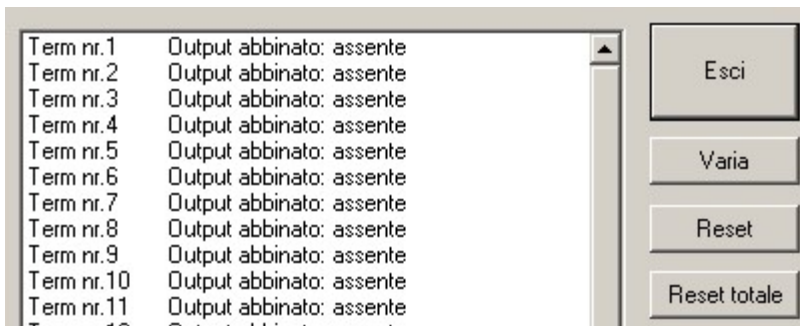 Term nr.1 Output abbinato: assente
Term nr.2 Output abbinato: assente
Term nr.3 Output abbinato: assente
Term nr.4 Output abbinato: assente
Term nr.5 Output abbinato: assente
Term nr.6 Output abbinato: assente
Term nr.7 Output abbinato: assente
Term nr.8 Output abbinato: assente
Term nr.9 Output abbinato: assente
Term nr.10 Output abbinato: assente
Term nr.11 Output abbinato: assente
Esci
Varia
Reset
Reset totale